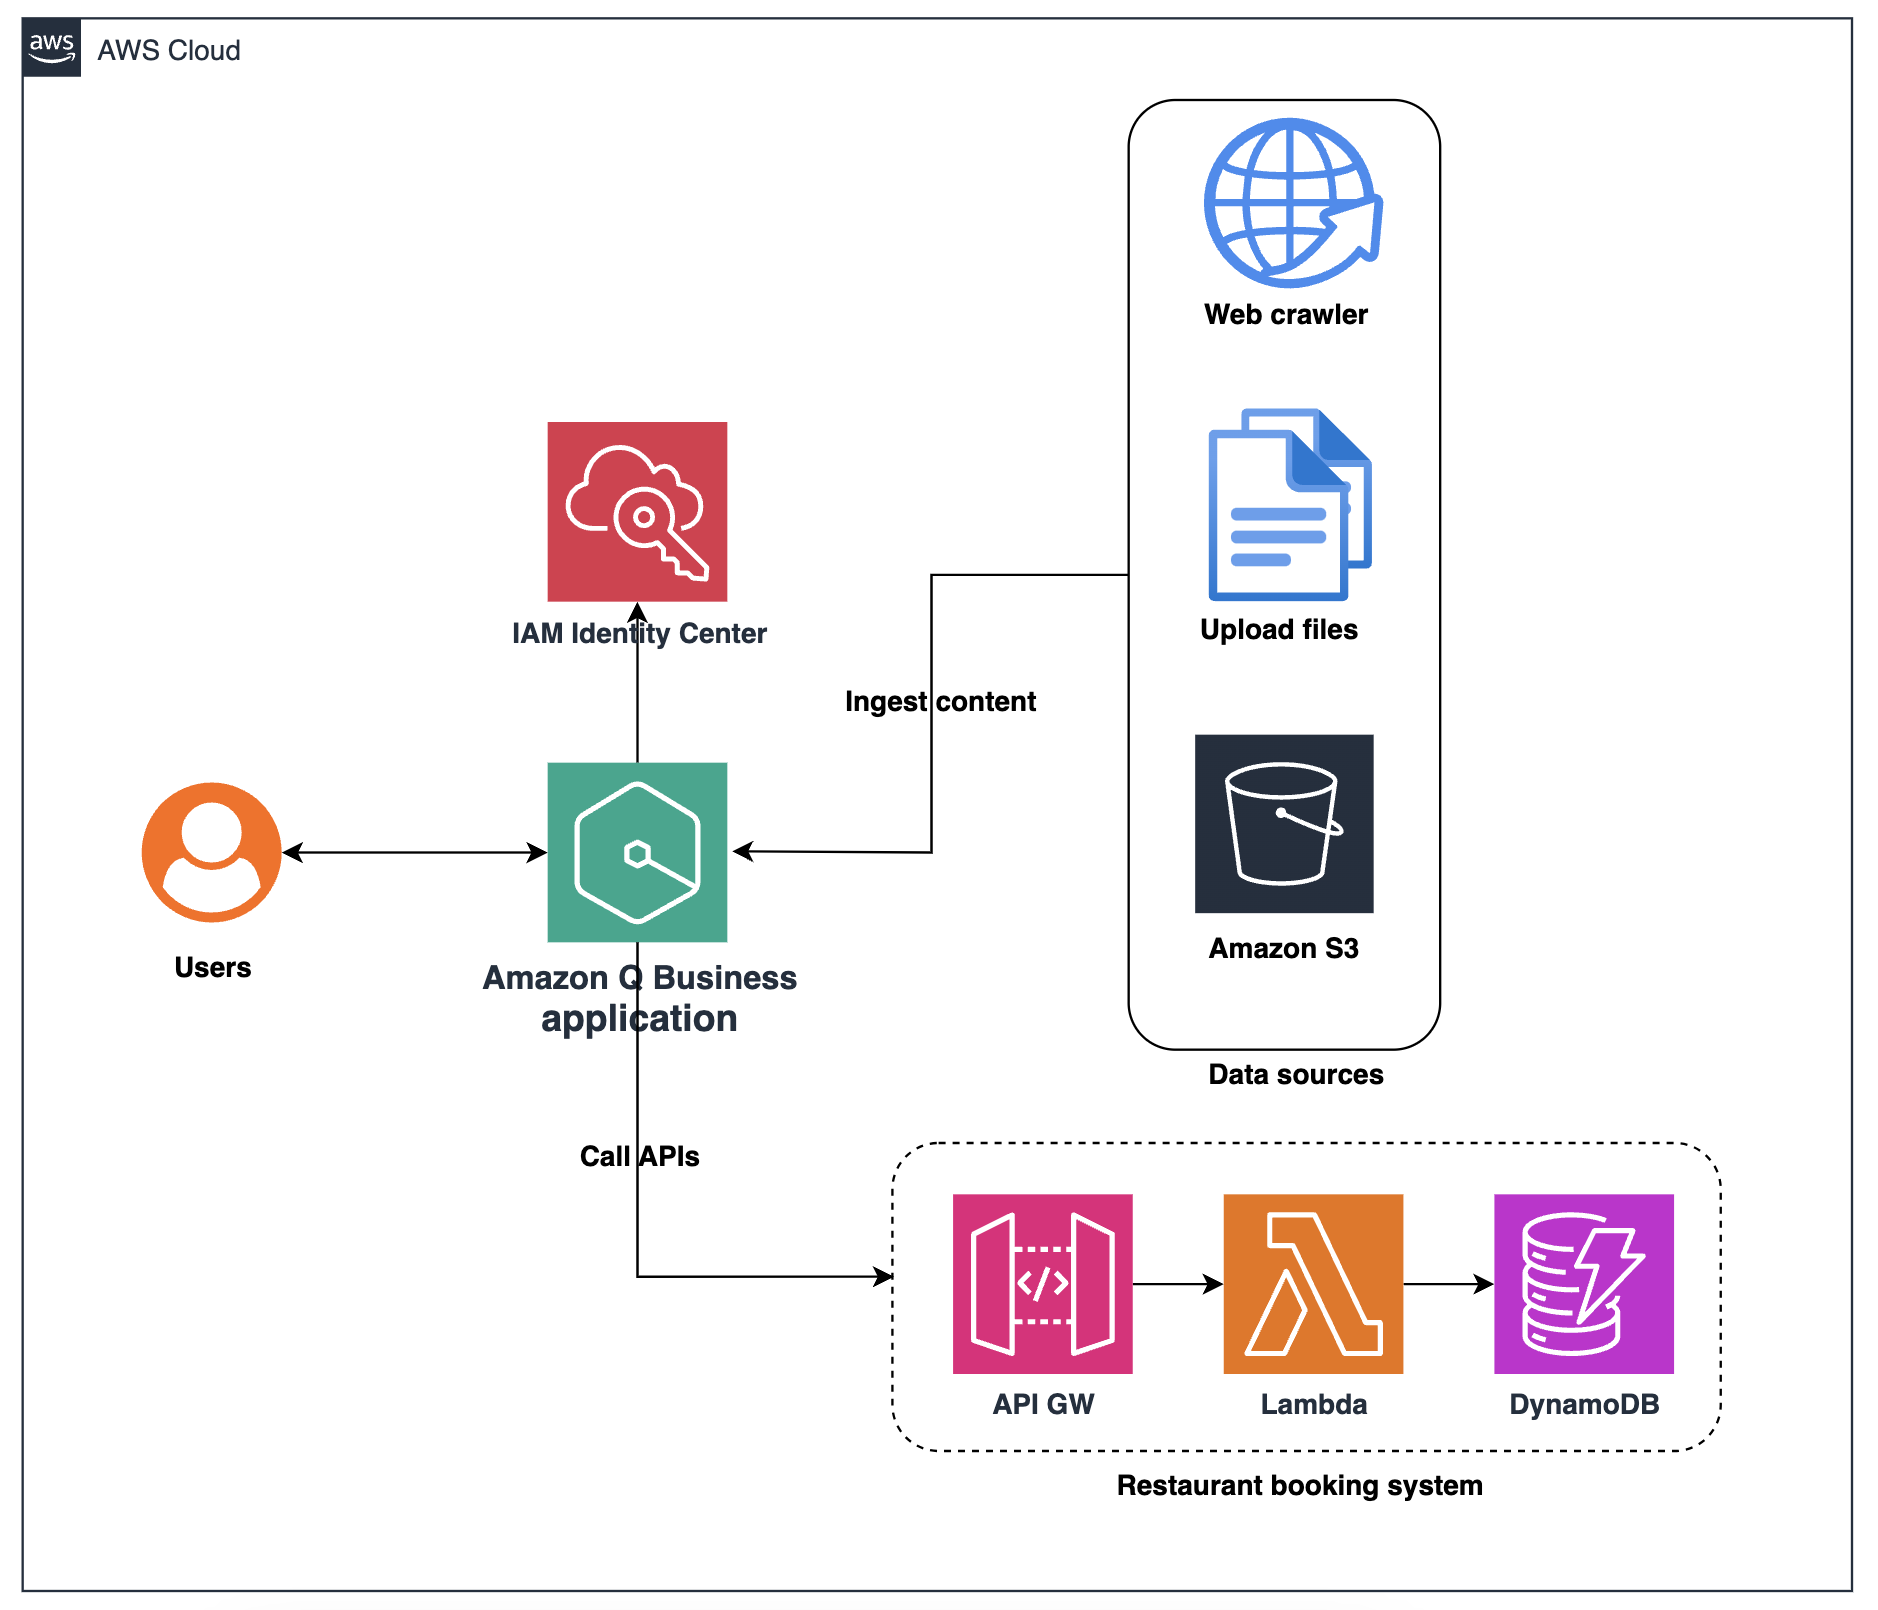 aws
AWS Cloud
Web crawler
Upload files
IAM Identity Center
Ingest content
Amazon S3
Users
Amazon Q Business
application
Data sources
Call APIs
</>
API GW
Lambda
DynamoDB
Restaurant booking system